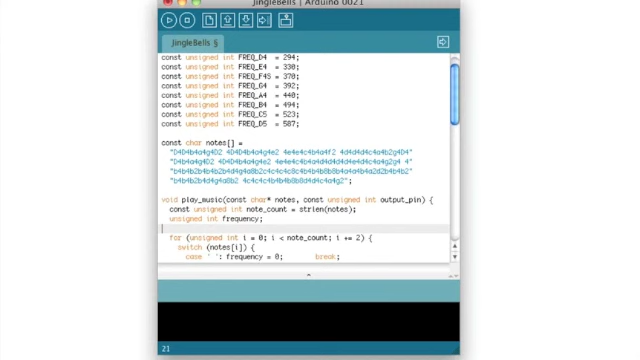 JingleBells | Arduino 0021
JingleBells §
const unsigned int FREQ_D4 = 294;
const unsigned int FREQ_E4 = 330;
const unsigned int FREQ_F4S = 370;
const unsigned int FREQ_G4 = 392;
const unsigned int FREQ_A4 = 440;
const unsigned int FREQ_B4 = 494;
const unsigned int FREQ_C5 = 523;
const unsigned int FREQ_D5 = 587;
const char notes[] =
void play_music(const char* notes, const unsigned int output_pin) {
const unsigned int note_count = strlen(notes);
unsigned int frequency;
for (unsigned int i = 0; i < note_count; i += 2) {
switch (notes[i]) {
case ' ': frequency = 0; break;
21